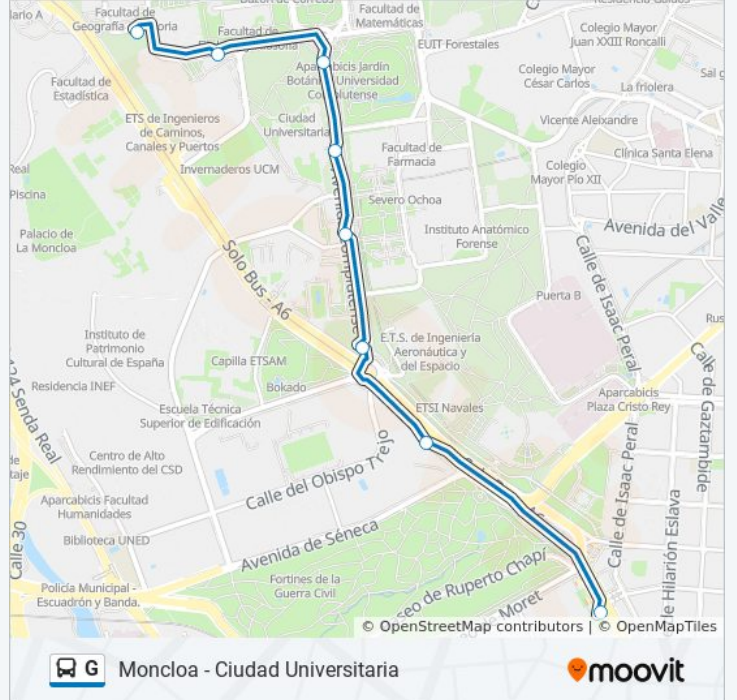 Facultad de
Geografía
oria
Facultad de
Facultad de
Matemáticas
EUIT Forestales
Colegio Mayor
Juan XXIII Roncalli
Colegio Mayor
César Carlos
La friolera
Facultad de
Estadística
Jardín
Universidad
ETS de Ingenieros
de Caminos,
Canales y Puertos
Ciudad
Universitaria
Vicente Aleixandre
Clínica Santa Elena
Facultad de
Farmacia
Invernaderos UCM
Colegio
Mayor Pío XII
Real
Piscina
Severo Ochoa
Palacio de
La Moncloa
Instituto Anatómico
Forense
Avenida del Valle
Solo Bus - A6
Calle de Isaac Peral
Puerta B
Instituto de
Patrimonio
Cultural de España
Capilla ETSAM
E.T.S. de Ingeniería
Aeronáutica y
del Espacio
Residencia INEF
Bokado
Calle de Gaztambide
Aparcabicis
Plaza Cristo Rey
Escuela Técnica
Superior de Edificación
ETSI Navales
Senda Real
Centro de Alto
Rendimiento del CSD
Calle del Obispo Trejo
Calle de Isaac Peral
Aparcabicis Facultad
Humanidades
Biblioteca UNED
Avenida de Séneca
Calle 30
de Hilarión Eslava
Fortines de la
Guerra Civil
seo de Ruperto Chapí
Moret
Policía Municipal -
Escuadrón y Banda.
© OpenStreetMap contributors | © OpenMapTiles
G Moncloa - Ciudad Universitaria
moovit